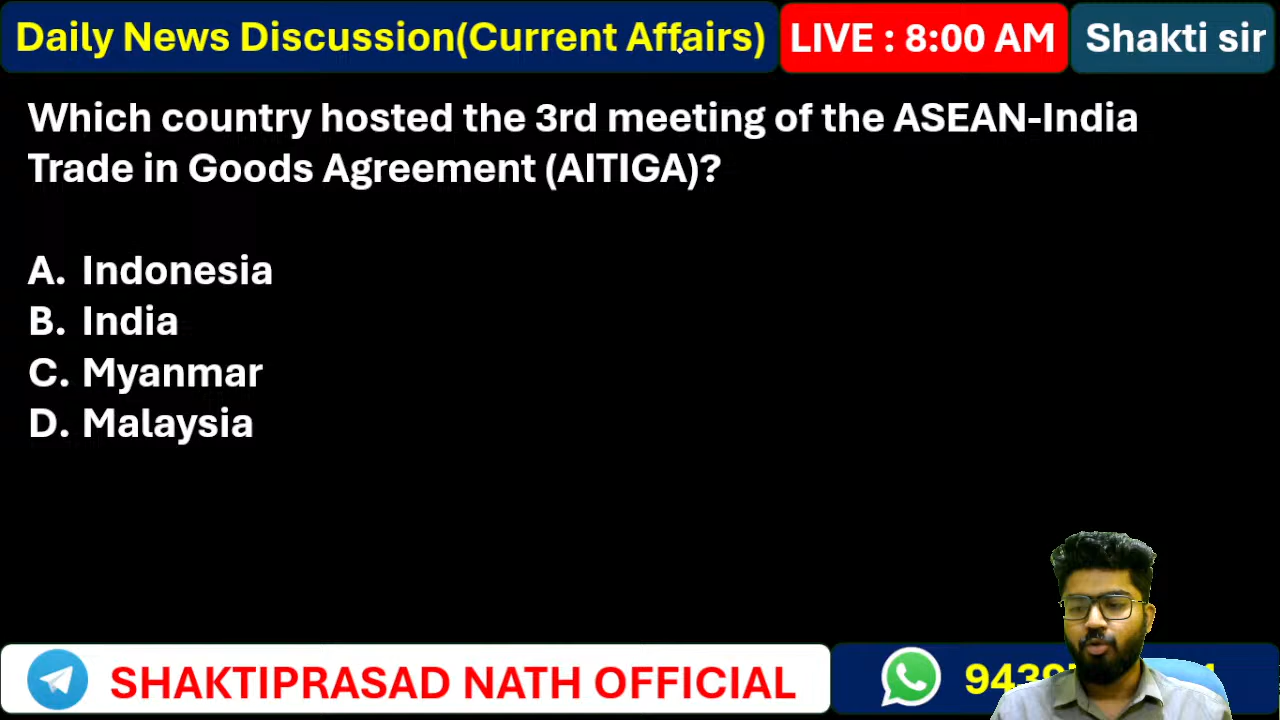 Daily News Discussion(Current Affairs)
LIVE : 8:00 AM
Shakti sir
Which country hosted the 3rd meeting of the ASEAN-India
Trade in Goods Agreement (AITIGA)?
A. Indonesia
B. India
C. Myanmar
D. Malaysia
SHAKTIPRASAD NATH OFFICIAL